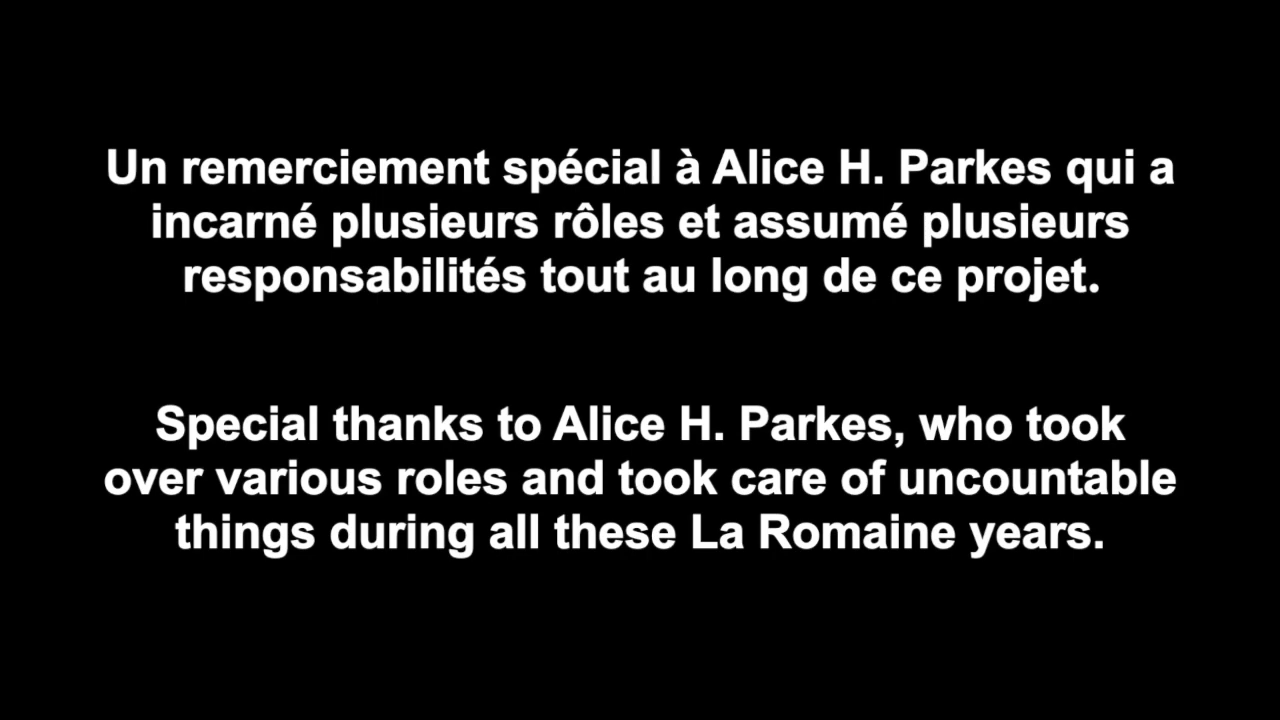 Un remerciement spécial à Alice H. Parkes qui a
incarné plusieurs rôles et assumé plusieurs
responsabilités tout au long de ce projet.
Special thanks to Alice H. Parkes, who took
over various roles and took care of uncountable
things during all these La Romaine years.